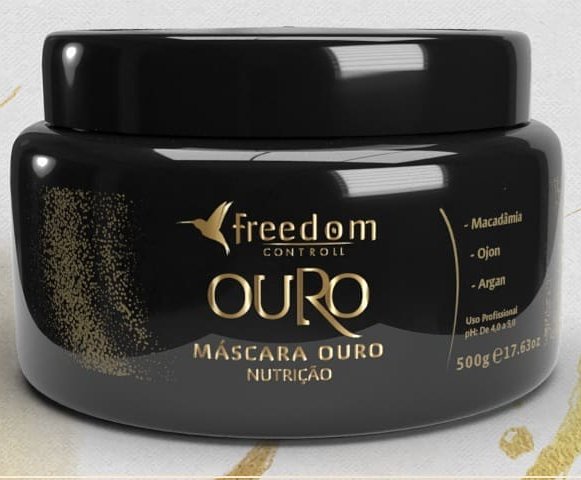 freedom
CONTROLL
OURO
MÁSCARA OURO
NUTRIÇÃO
- Macadâmia
- Ojon
- Argan
Uso Profissional
pH: De 4,0 a 5,0
500g e 17.63oz